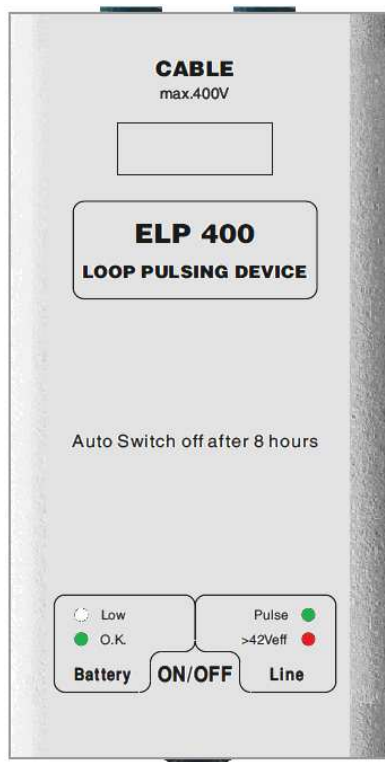 CABLE
max.400V
ELP 400
LOOP PULSING DEVICE
Auto Switch off after 8 hours
Low
Pulse
O.K.
>42Veff
Battery
ON/OFF
Line